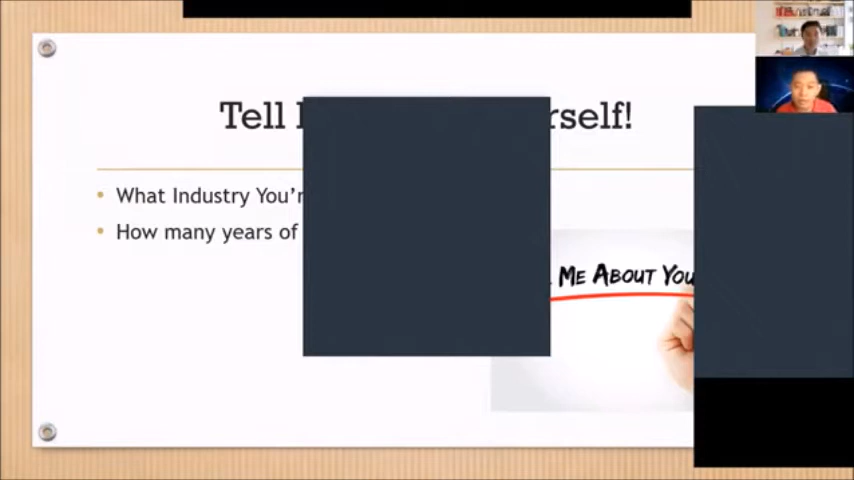 Tell rself!
What Industry You'r
How many years of
ME ABOUT YOU